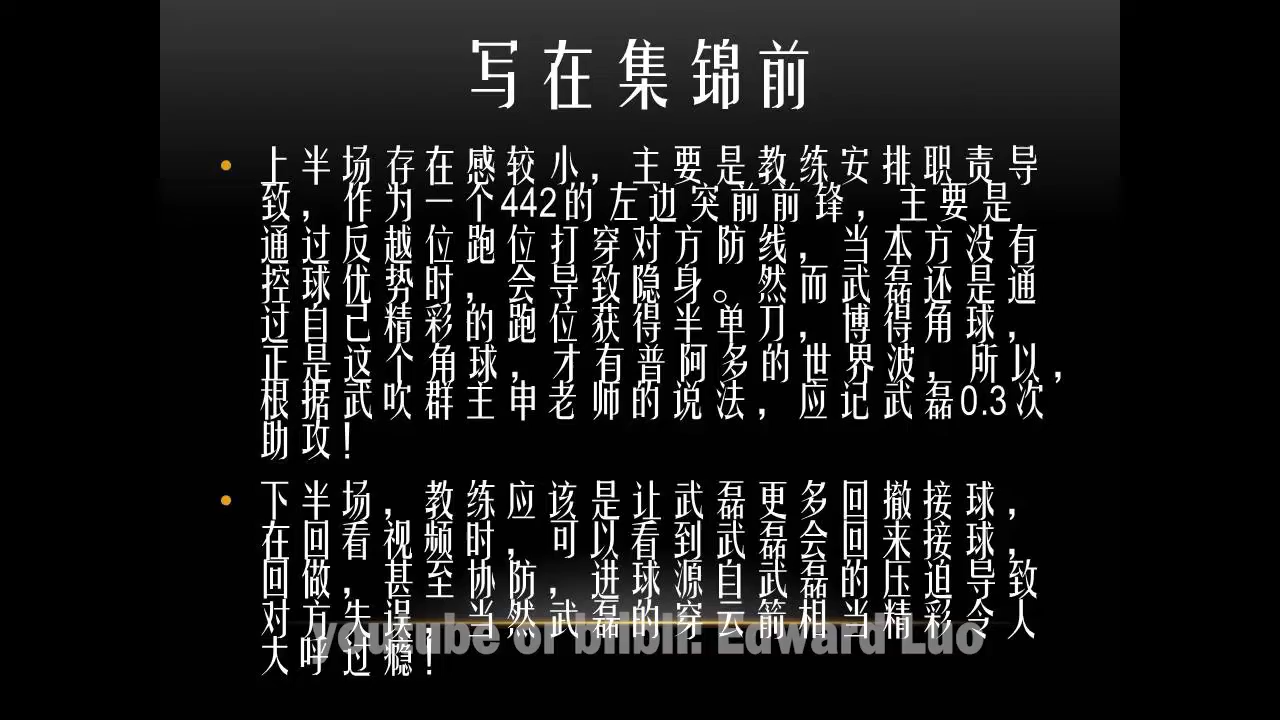 写在集锦前
• 上半场存在感较小，主要是教练安排职责导
致，作为一个442的左边突前前锋，主要是
通过反越位跑位打穿对方防线，当本方没有
控球优势时，会导致隐身。然而武磊还是通
过自己精彩的跑位获得半单刀，博得角球，
正是这个角球，才有普阿多的世界波，所以，
根据武吹群主申老师的说法，应记武磊0.3次
助攻！
• 下半场，教练应该是让武磊更多回撤接球，
在回看视频时，可以看到武磊会回来接球，
回做，甚至协防，进球源自武磊的压迫导致
对方失误，当然武磊的穿云箭相当精彩令人
大呼过瘾！
youtube or bilibili: Edward Luo